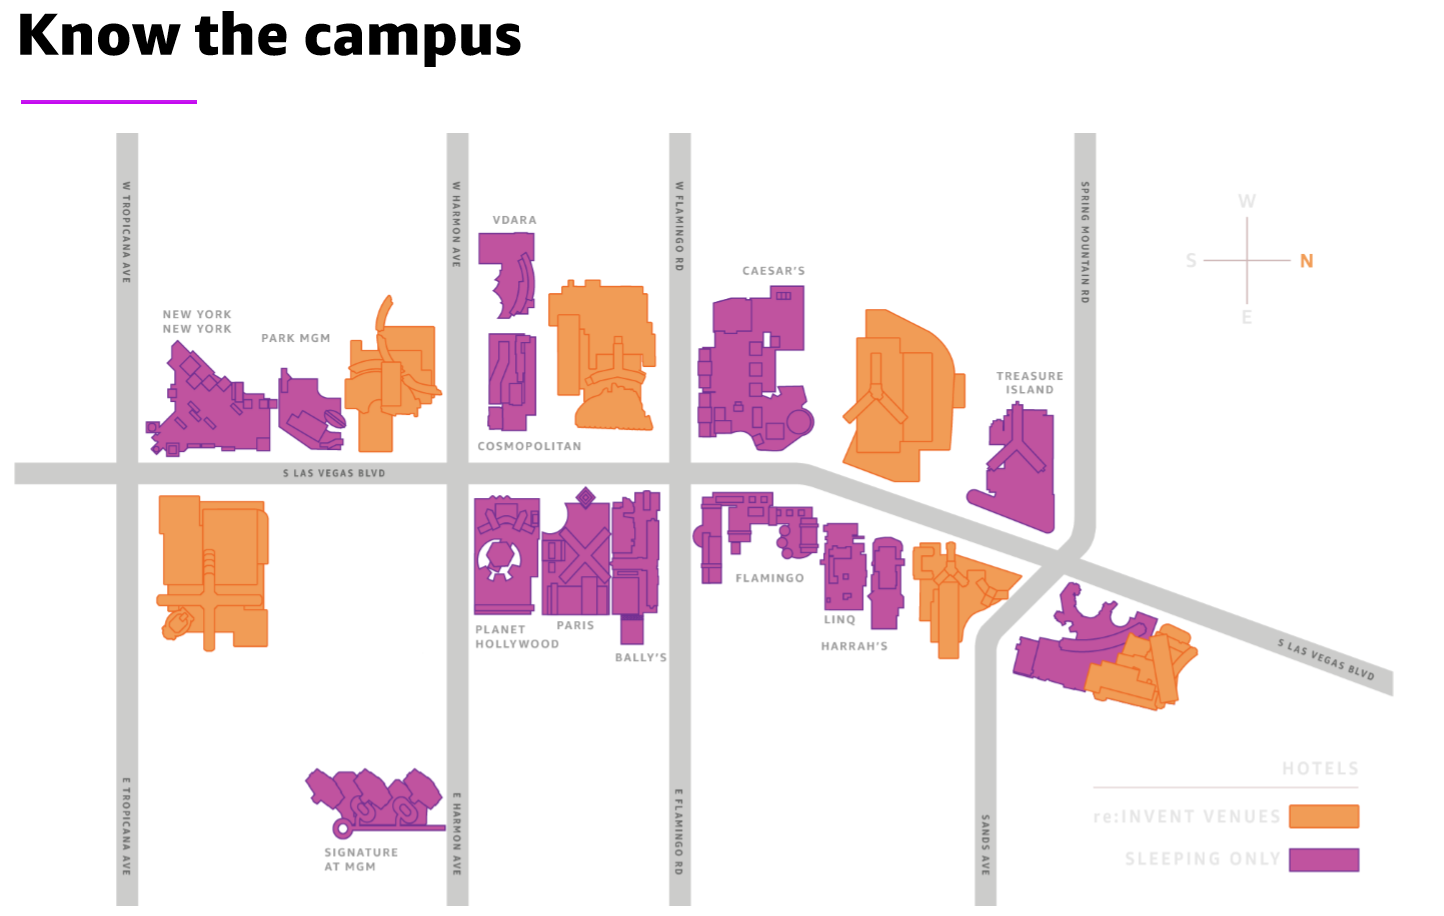 Know the campus
W TROPICANA AVE
W HARMON AVE
W FLAMINGO RD
SPRING MOUNTAIN RD
W
S
N
E
VDARA
CAESAR'S
NEW YORK
NEW YORK
PARK MGM
TREASURE
ISLAND
COSMOPOLITAN
S LAS VEGAS BLVD
FLAMINGO
LINQ
HARRAH'S
PLANET
HOLLYWOOD
PARIS
BALLY'S
S LAS VEGAS BLVD
E TROPICANA AVE
E HARMON AVE
E FLAMINGO RD
SANDS AVE
SIGNATURE
AT MGM
HOTELS
re:INVENT VENUES
SLEEPING ONLY